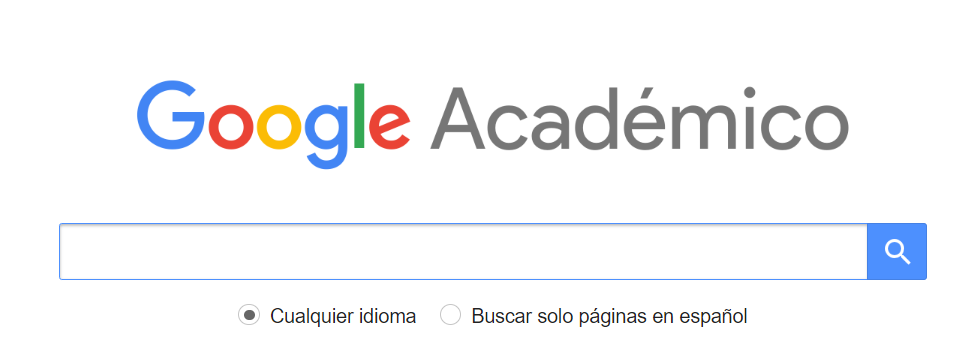 Google Académico
Cualquier idioma Buscar solo páginas en español